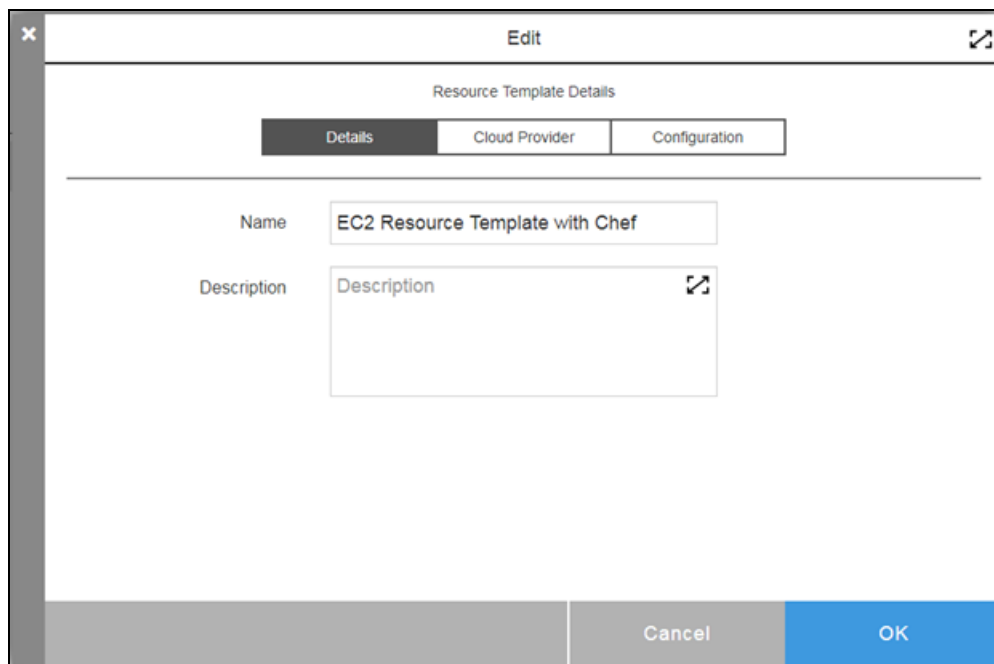 Edit
Resource Template Details
Details Cloud Provider Configuration
Name EC2 Resource Template with Chef
Description Description
Cancel OK